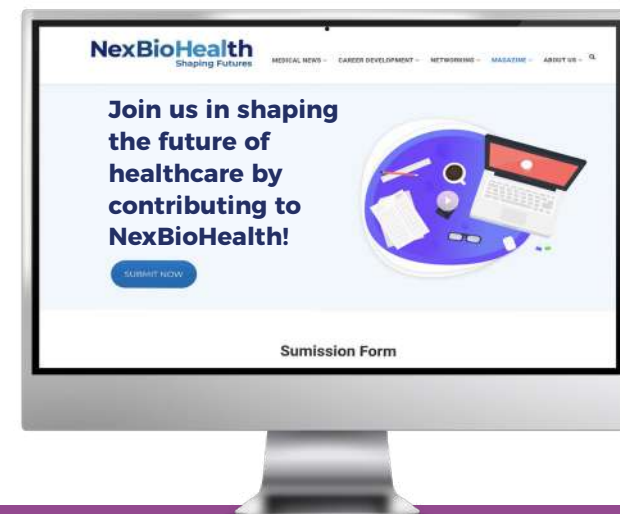 NexBioHealth
Shaping Futures
MEDICAL NEWS
CAREER DEVELOPMENT
NETWORKING
MAGAZINE
ABOUT US
Join us in shaping
the future of
healthcare by
contributing to
NexBioHealth!
SUBMIT NOW
Sumission Form